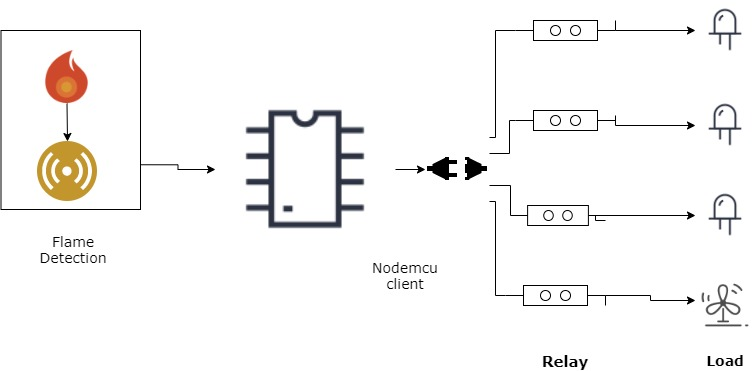 Flame
Detection
Nodemcu
client
Relay
Load